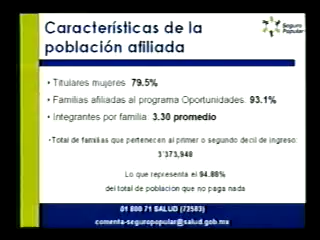 Características de la
población afiliada
Seguro
Popular
• Titulares mujeres 79.5%
• Familias afiliadas al programa Oportunidades 93.1%
• Integrantes por familia 3.30 promedio
•Total de familias que pertenecen al primer o segundo decil de ingreso:
3'373,940
Lo que representa el 94.88%
del total de poblacion que no paga nada
01 800 71 SALUD (72583)
comenta-seguropopular@salud.gob.mx